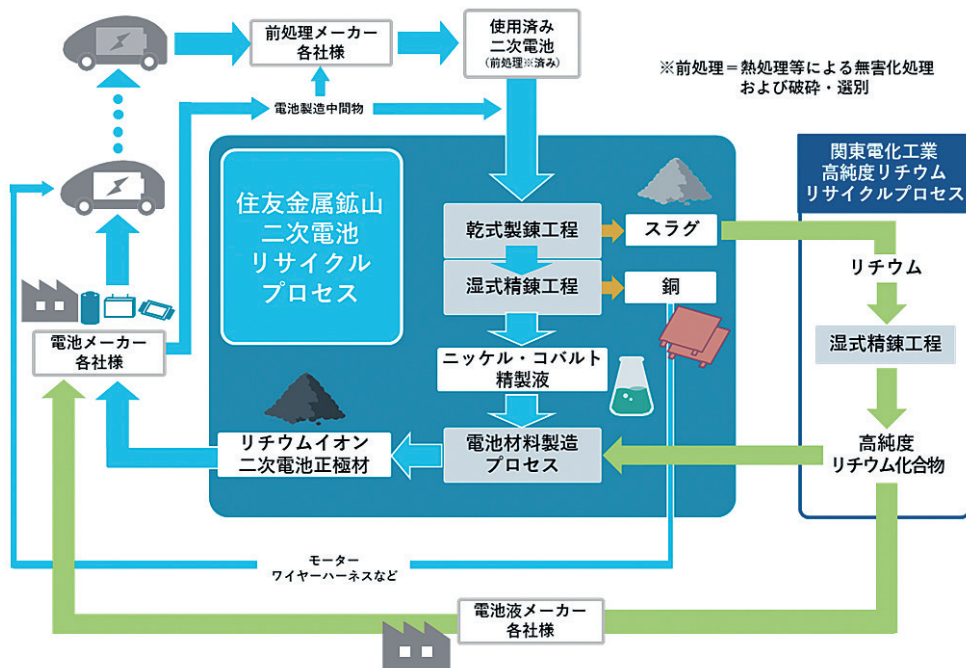 前処理メーカー
各社様
使用済み
二次電池
(前処理※済み)
※前処理＝熱処理等による無害化処理
および破砕・選別
電池製造中間物
住友金属鉱山
二次電池
リサイクル
プロセス
乾式製錬工程
スラグ
湿式精錬工程
銅
ニッケル・コバルト
精製液
電池材料製造
プロセス
リチウムイオン
二次電池正極材
電池メーカー
各社様
関東電化工業
高純度リチウム
リサイクルプロセス
リチウム
湿式精錬工程
高純度
リチウム化合物
モーター
ワイヤーハーネスなど
電池液メーカー
各社様